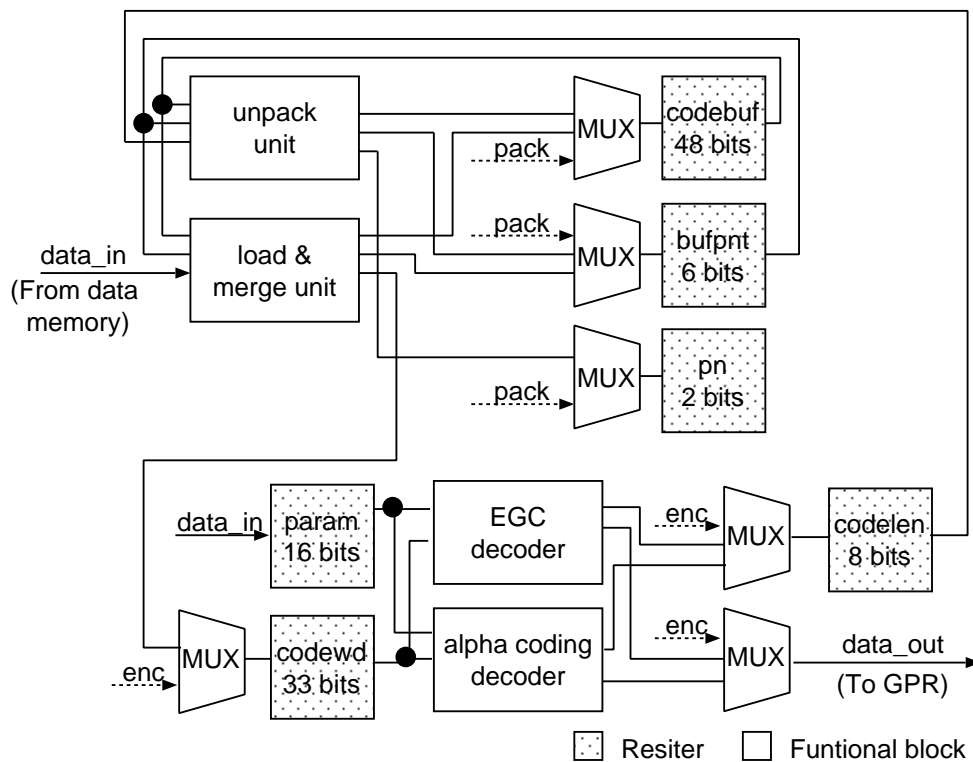 unpack
unit
MUX
codebuf
48 bits
pack
load &
merge unit
data_in
(From data
memory)
pack
MUX
bufpnt
6 bits
MUX
pn
2 bits
pack
data_in
param
16 bits
EGC
decoder
enc
MUX
codelen
8 bits
MUX
enc
codewd
33 bits
alpha coding
decoder
enc
MUX
data_out
(To GPR)
Resiter
Funtional block